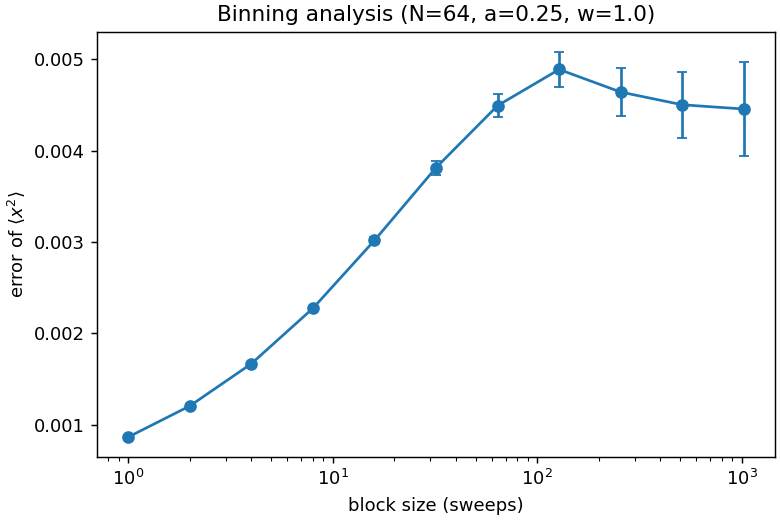 Binning analysis (N=64, a=0.25, w=1.0)
error of ⟨x²⟩
0.005
0.004
0.003
0.002
0.001
10⁰ 10¹ 10² 10³
block size (sweeps)